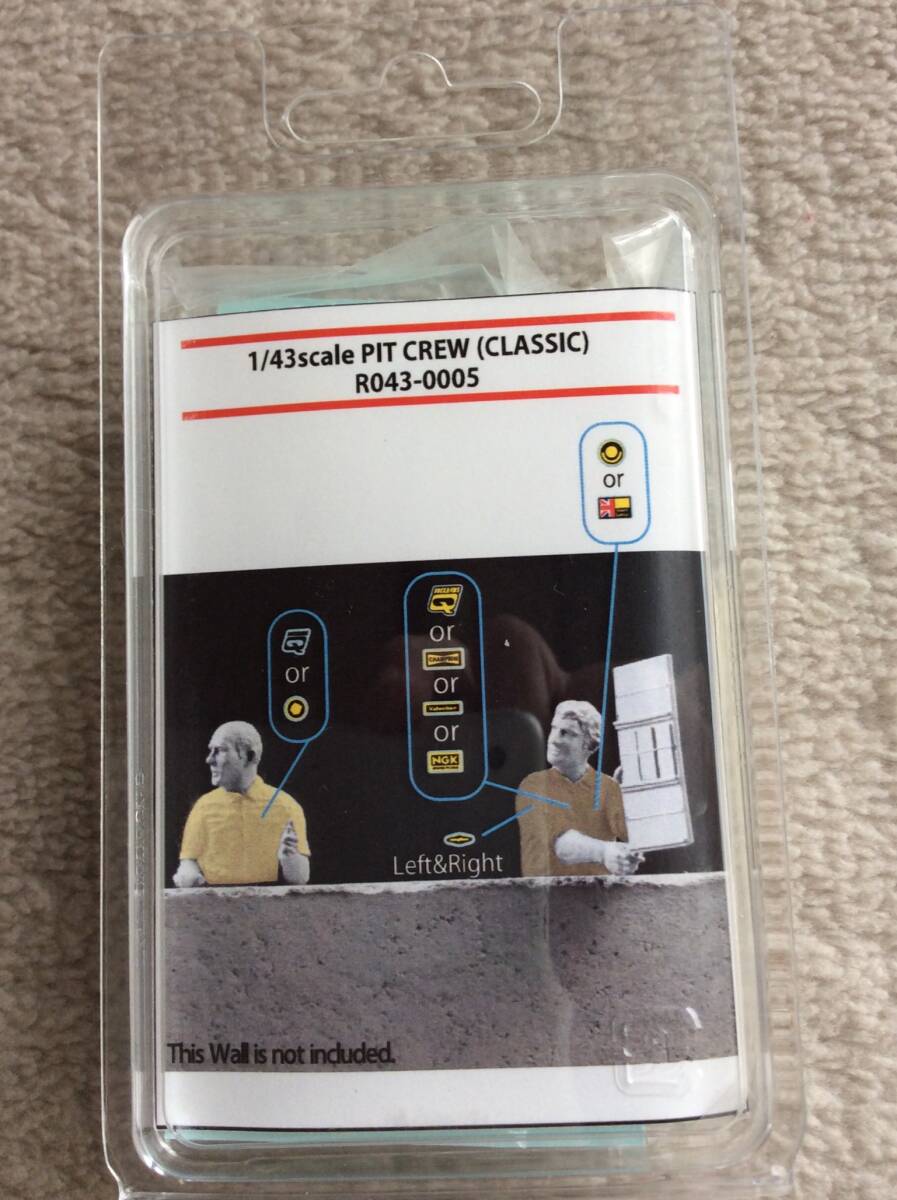 1/43scale PIT CREW (CLASSIC)
R043-0005
or
or
or
CHAMPION
or
or
NGK
Left&Right
This Wall is not included.